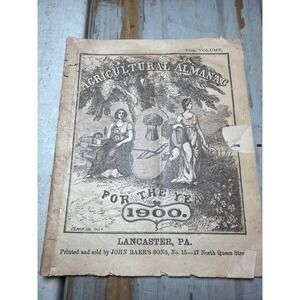 VOLUME.
AGRICULTURAL ALMANAC
FOR THE YEA
1900.
LANCASTER, PA.
Printed and sold by JOHN BAER'S SONS, No. 15—17 North Queen Stre